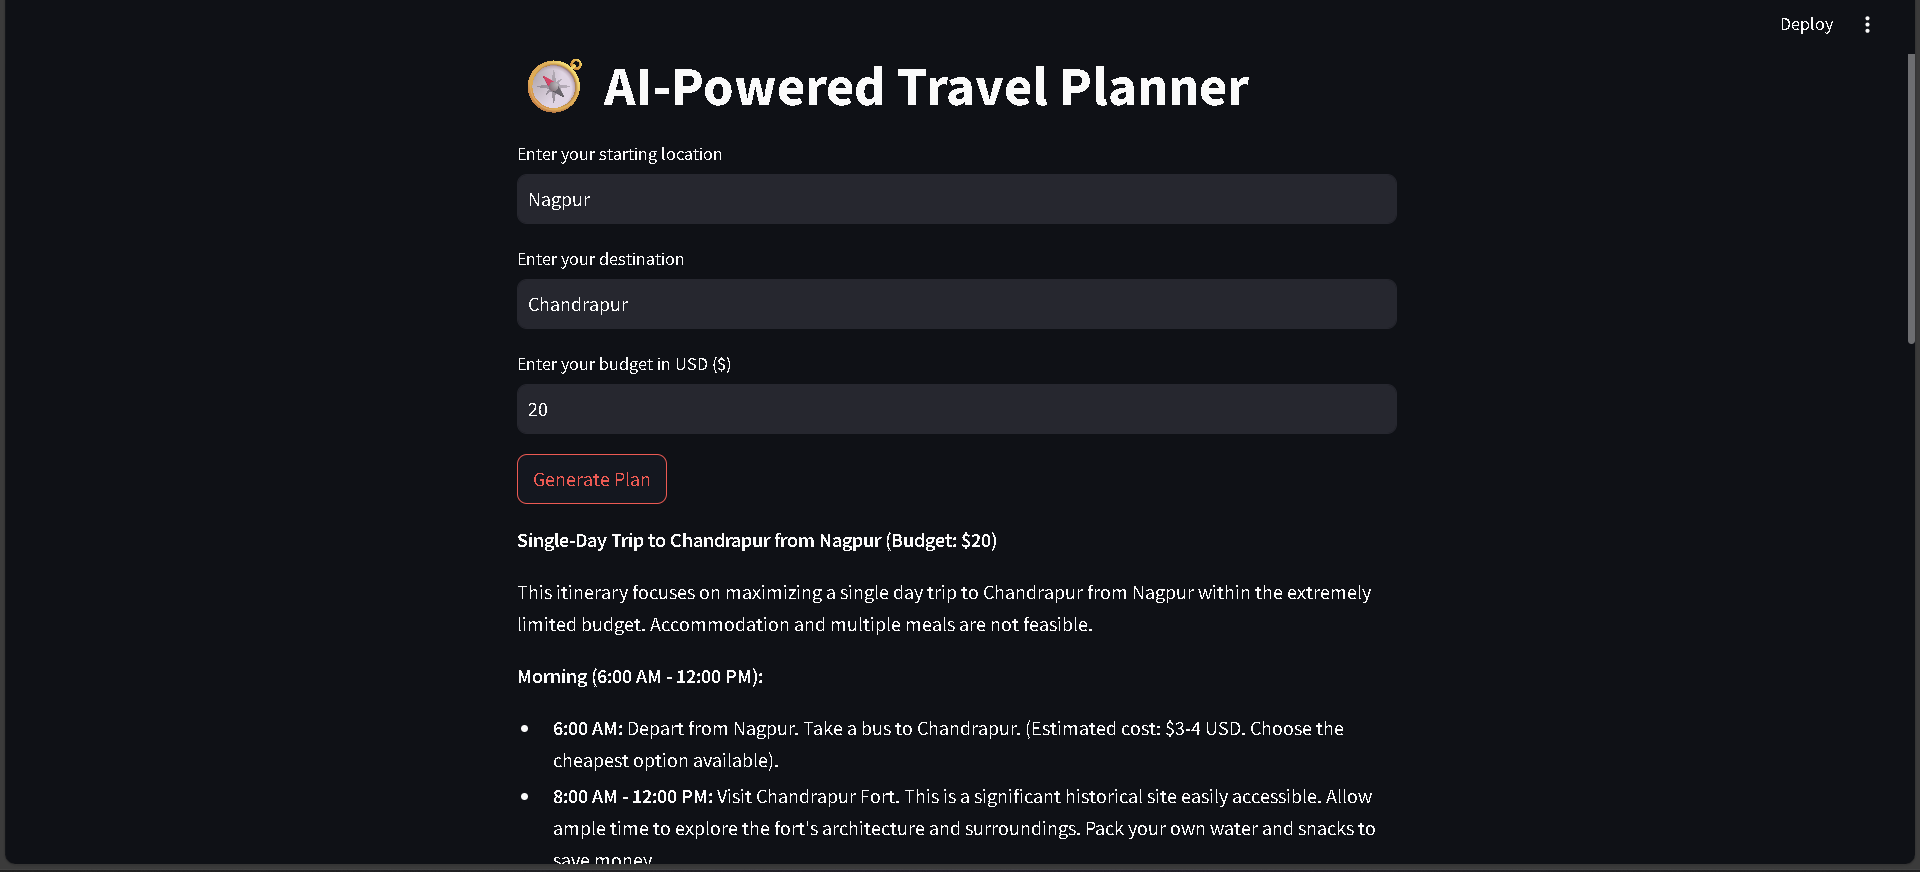 Deploy
AI-Powered Travel Planner
Enter your starting location
Nagpur
Enter your destination
Chandrapur
Enter your budget in USD ($)
20
Generate Plan
Single-Day Trip to Chandrapur from Nagpur (Budget: $20)
This itinerary focuses on maximizing a single day trip to Chandrapur from Nagpur within the extremely
limited budget. Accommodation and multiple meals are not feasible.
Morning (6:00 AM - 12:00 PM):
• 6:00 AM: Depart from Nagpur. Take a bus to Chandrapur. (Estimated cost: $3-4 USD. Choose the
cheapest option available).
• 8:00 AM - 12:00 PM: Visit Chandrapur Fort. This is a significant historical site easily accessible. Allow
ample time to explore the fort's architecture and surroundings. Pack your own water and snacks to
save money.